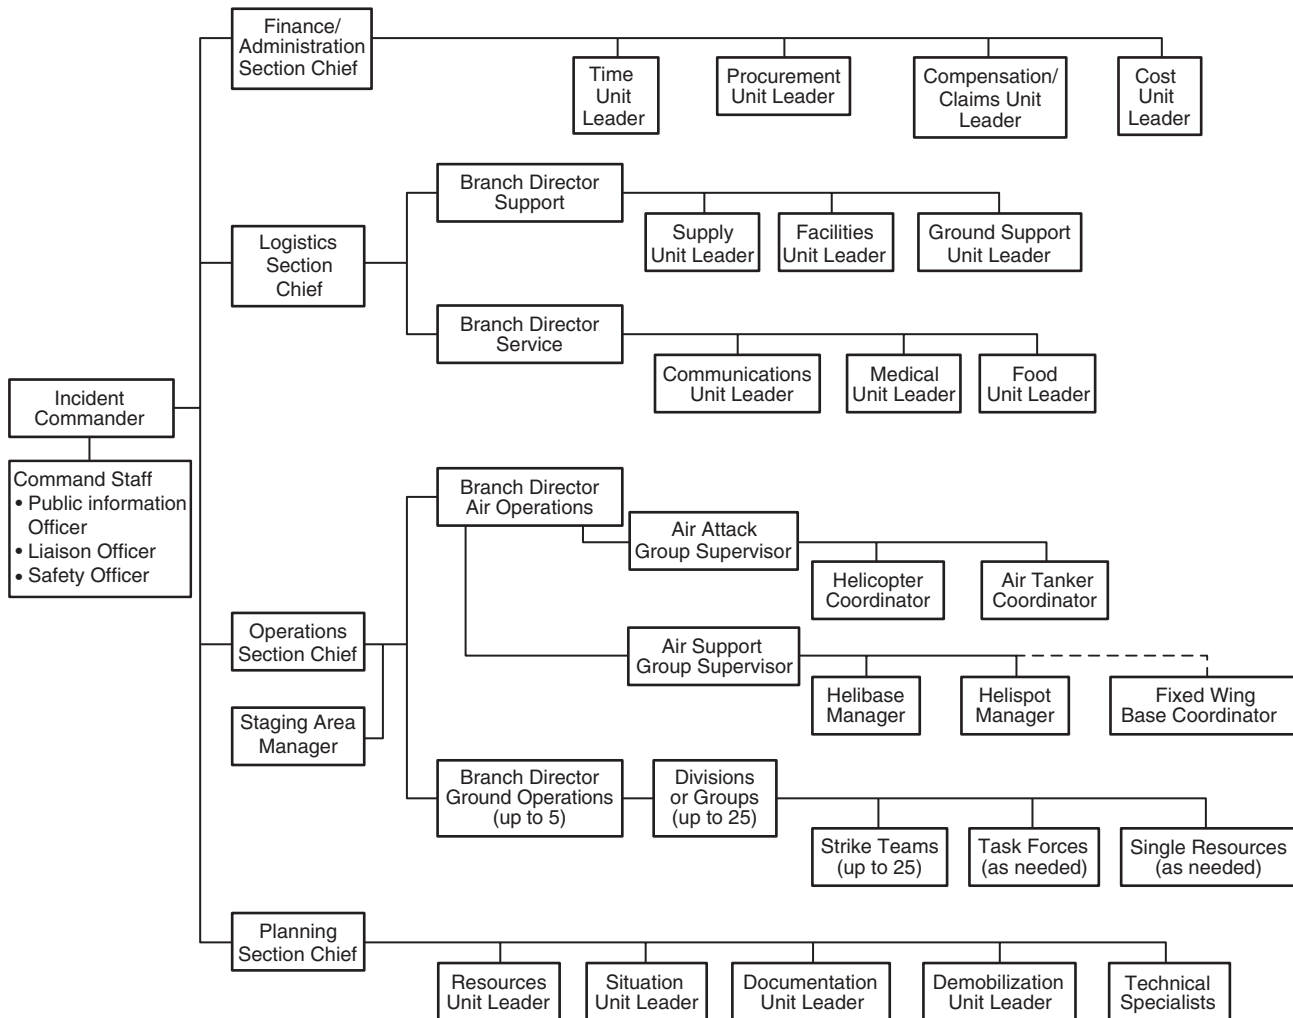 Finance/
Administration
Section Chief
Time
Unit
Leader
Procurement
Unit Leader
Compensation/
Claims Unit
Leader
Cost
Unit
Leader
Branch Director
Support
Supply
Unit Leader
Facilities
Unit Leader
Ground Support
Unit Leader
Logistics
Section
Chief
Branch Director
Service
Communications
Unit Leader
Medical
Unit Leader
Food
Unit Leader
Incident
Commander
Command Staff
• Public information
Officer
• Liaison Officer
• Safety Officer
Branch Director
Air Operations
Air Attack
Group Supervisor
Helicopter
Coordinator
Air Tanker
Coordinator
Operations
Section Chief
Air Support
Group Supervisor
Helibase
Manager
Helispot
Manager
Fixed Wing
Base Coordinator
Staging Area
Manager
Branch Director
Ground Operations
(up to 5)
Divisions
or Groups
(up to 25)
Strike Teams
(up to 25)
Task Forces
(as needed)
Single Resources
(as needed)
Planning
Section Chief
Resources
Unit Leader
Situation
Unit Leader
Documentation
Unit Leader
Demobilization
Unit Leader
Technical
Specialists